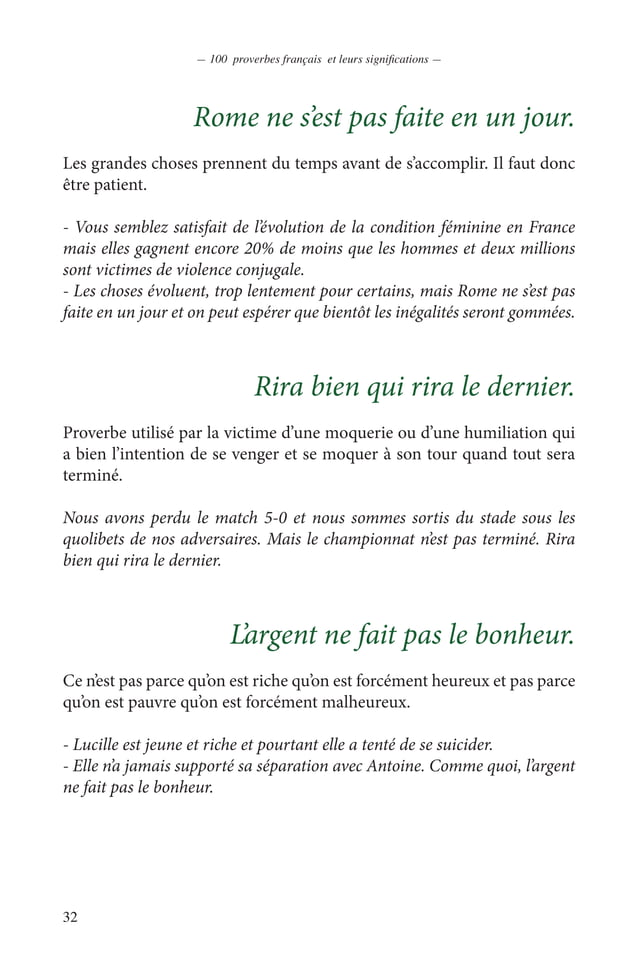 — 100 proverbes français et leurs significations —
Rome ne s’est pas faite en un jour.
Les grandes choses prennent du temps avant de s’accomplir. Il faut donc
être patient.
- Vous semblez satisfait de l’évolution de la condition féminine en France
mais elles gagnent encore 20% de moins que les hommes et deux millions
sont victimes de violence conjugale.
- Les choses évoluent, trop lentement pour certains, mais Rome ne s’est pas
faite en un jour et on peut espérer que bientôt les inégalités seront gommées.
Rira bien qui rira le dernier.
Proverbe utilisé par la victime d’une moquerie ou d’une humiliation qui
a bien l’intention de se venger et se moquer à son tour quand tout sera
terminé.
Nous avons perdu le match 5-0 et nous sommes sortis du stade sous les
quolibets de nos adversaires. Mais le championnat n’est pas terminé. Rira
bien qui rira le dernier.
L’argent ne fait pas le bonheur.
Ce n’est pas parce qu’on est riche qu’on est forcément heureux et pas parce
qu’on est pauvre qu’on est forcément malheureux.
- Lucille est jeune et riche et pourtant elle a tenté de se suicider.
- Elle n’a jamais supporté sa séparation avec Antoine. Comme quoi, l’argent
ne fait pas le bonheur.
32